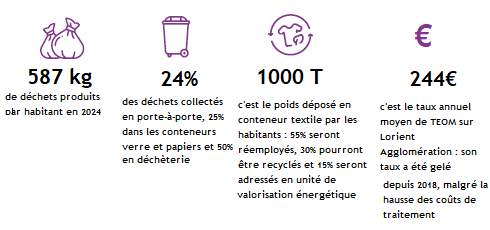 587 kg
de déchets produits
par habitant en 2024
24%
des déchets collectés
en porte-à-porte, 25%
dans les conteneurs
verre et papiers et 50%
en déchèterie
1000 T
c'est le poids déposé en
conteneur textile par les
habitants : 55% seront
réemployés, 30% pourront
être recyclés et 15% seront
adressés en unité de
valorisation énergétique
€
244€
c'est le taux annuel
moyen de TEOM sur
Lorient
Agglomération : son
taux a été gelé
depuis 2018, malgré la
hausse des coûts de
traitement